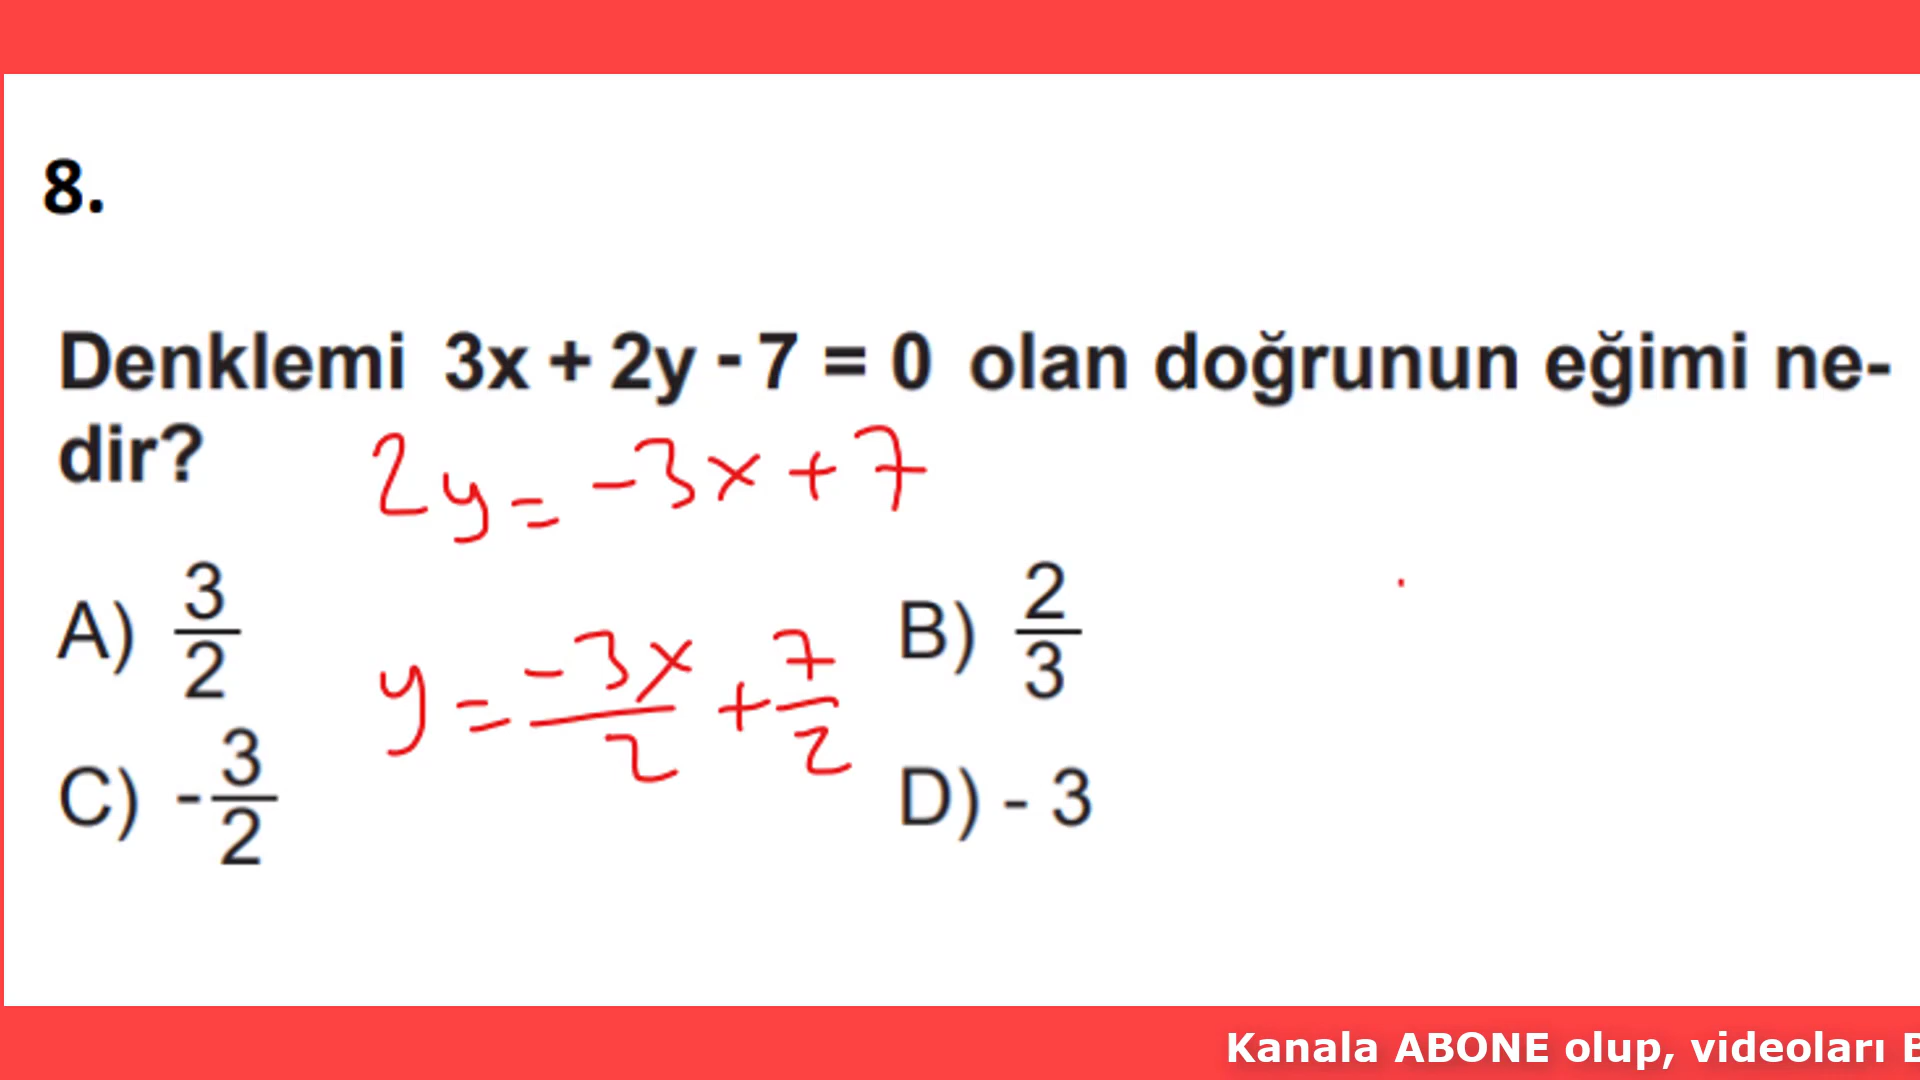 8.
Denklemi 3x + 2y - 7 = 0 olan doğrunun eğimi ne-
dir?
2y = -3x + 7
A) 3/2
B) 2/3
y = -3x/2 + 7/2
C) -3/2
D) - 3
Kanala ABONE olup, videoları